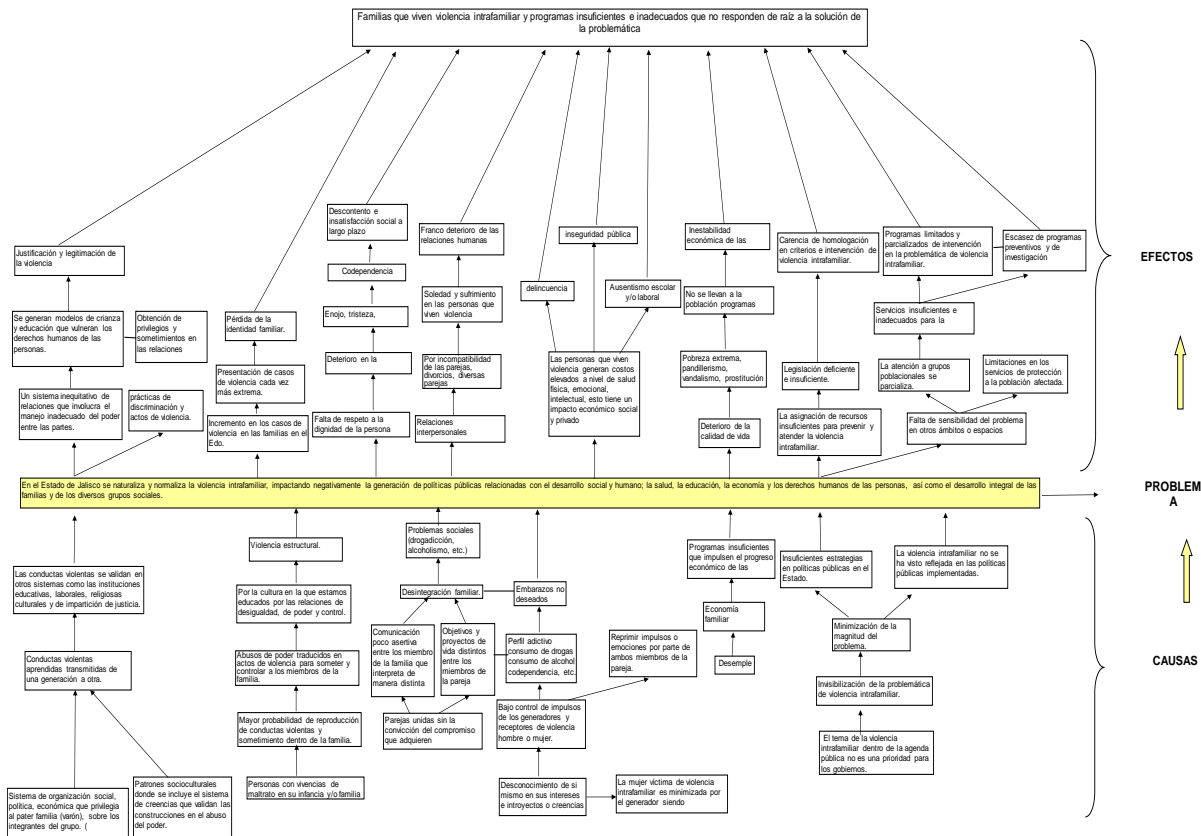 Familias que viven violencia intrafamiliar y programas insuficientes e inadecuados que no responden de raíz a la solución de
la problemática
Descontento e
insatisfacción social a
largo plazo
Franco deterioro de las
relaciones humanas
inseguridad pública
Inestabilidad
económica de las
Carencia de homologación
en criterios e intervención de
violencia intrafamiliar.
Programas limitados y
parcializados de intervención
en la problemática de violencia
intrafamiliar.
Escasez de programas
preventivos y de
investigación
EFECTOS
Justificación y legitimación de
la violencia
Codependencia
delincuencia
Ausentismo escolar
y/o laboral
Soledad y sufrimiento
en las personas que
viven violencia
No se llevan a la
población programas
Servicios insuficientes e
inadecuados para la
Se generan modelos de crianza
y educación que vulneran los
derechos humanos de las
personas.
Obtención de
privilegios y
sometimientos en
las relaciones
Pérdida de la
identidad familiar.
Enojo, tristeza,
Deterioro en la
Por incompatibilidad
de las parejas,
divorcios, diversas
parejas
Las personas que viven
violencia generan costos
elevados a nivel de salud
física, emocional,
intelectual, esto tiene un
impacto económico social y
privado
Pobreza extrema,
pandillerismo,
vandalismo, prostitución
Legislación deficiente
e insuficiente.
La atención a grupos
poblacionales se
parcializa.
Limitaciones en los
servicios de protección
a la población afectada.
Presentación de casos
de violencia cada vez
más extrema.
Un sistema inequitativo de
relaciones que involucra el
manejo inadecuado del poder
entre las partes.
prácticas de
discriminación y
actos de violencia.
Incremento en los casos de
violencia en las familias en el
Edo.
Falta de respeto a la
dignidad de la persona
Relaciones
interpersonales
Deterioro de la
calidad de vida
La asignación de recursos
insuficientes para prevenir y
atender la violencia
intrafamiliar.
Falta de sensibilidad del problema
en otros ámbitos o espacios
En el Estado de Jalisco se naturaliza y normaliza la violencia intrafamiliar, impactando negativamente la generación de políticas públicas relacionadas con el desarrollo social y humano; la salud, la educación, la economía y los derechos humanos de las personas, así como el desarrollo integral de las
familias y de los diversos grupos sociales.
PROBLEM
A
Violencia estructural.
Problemas sociales
(drogadicción,
alcoholismo, etc.)
Programas insuficientes
que impulsen el progreso
económico de las
Insuficientes estrategias
en políticas públicas en el
Estado.
La violencia intrafamiliar no se
ha visto reflejada en las políticas
públicas implementadas.
Las conductas violentas se validan en
otros sistemas como las instituciones
educativas, laborales, religiosas
culturales y de impartición de justicia.
Por la cultura en la que estamos
educados por las relaciones de
desigualdad, de poder y control.
Desintegración familiar.
Embarazos no
deseados
Economía
familiar
Minimización de la
magnitud del
problema.
Comunicación
poco asertiva
entre los miembro
de la familia que
interpreta de
manera distinta
Objetivos y
proyectos de
vida distintos
entre los
miembros de
la pareja
Perfil adictivo
consumo de drogas
consumo de alcohol
codependencia, etc.
Reprimir impulsos o
emociones por parte de
ambos miembros de la
pareja.
Desemple
CAUSAS
Conductas violentas
aprendidas transmitidas de
una generación a otra.
Abusos de poder traducidos en
actos de violencia para someter y
controlar a los miembros de la
familia.
Invisibilización de la problemática
de violencia intrafamiliar.
Mayor probabilidad de reproducción
de conductas violentas y
sometimiento dentro de la familia.
Parejas unidas sin la
convicción del compromiso
que adquieren
Bajo control de impulsos
de los generadores y
receptores de violencia
hombre o mujer.
El tema de la violencia
intrafamiliar dentro de la agenda
pública no es una prioridad para
los gobiernos.
Sistema de organización social,
política, económica que privilegia
al pater familia (varón), sobre los
integrantes del grupo. (
Patrones socioculturales
donde se incluye el sistema
de creencias que validan las
construcciones en el abuso
del poder.
Personas con vivencias de
maltrato en su infancia y/o familia
Desconocimiento de si
mismo en sus intereses
e introyectos o creencias
La mujer víctima de violencia
intrafamiliar es minimizada por
el generador siendo